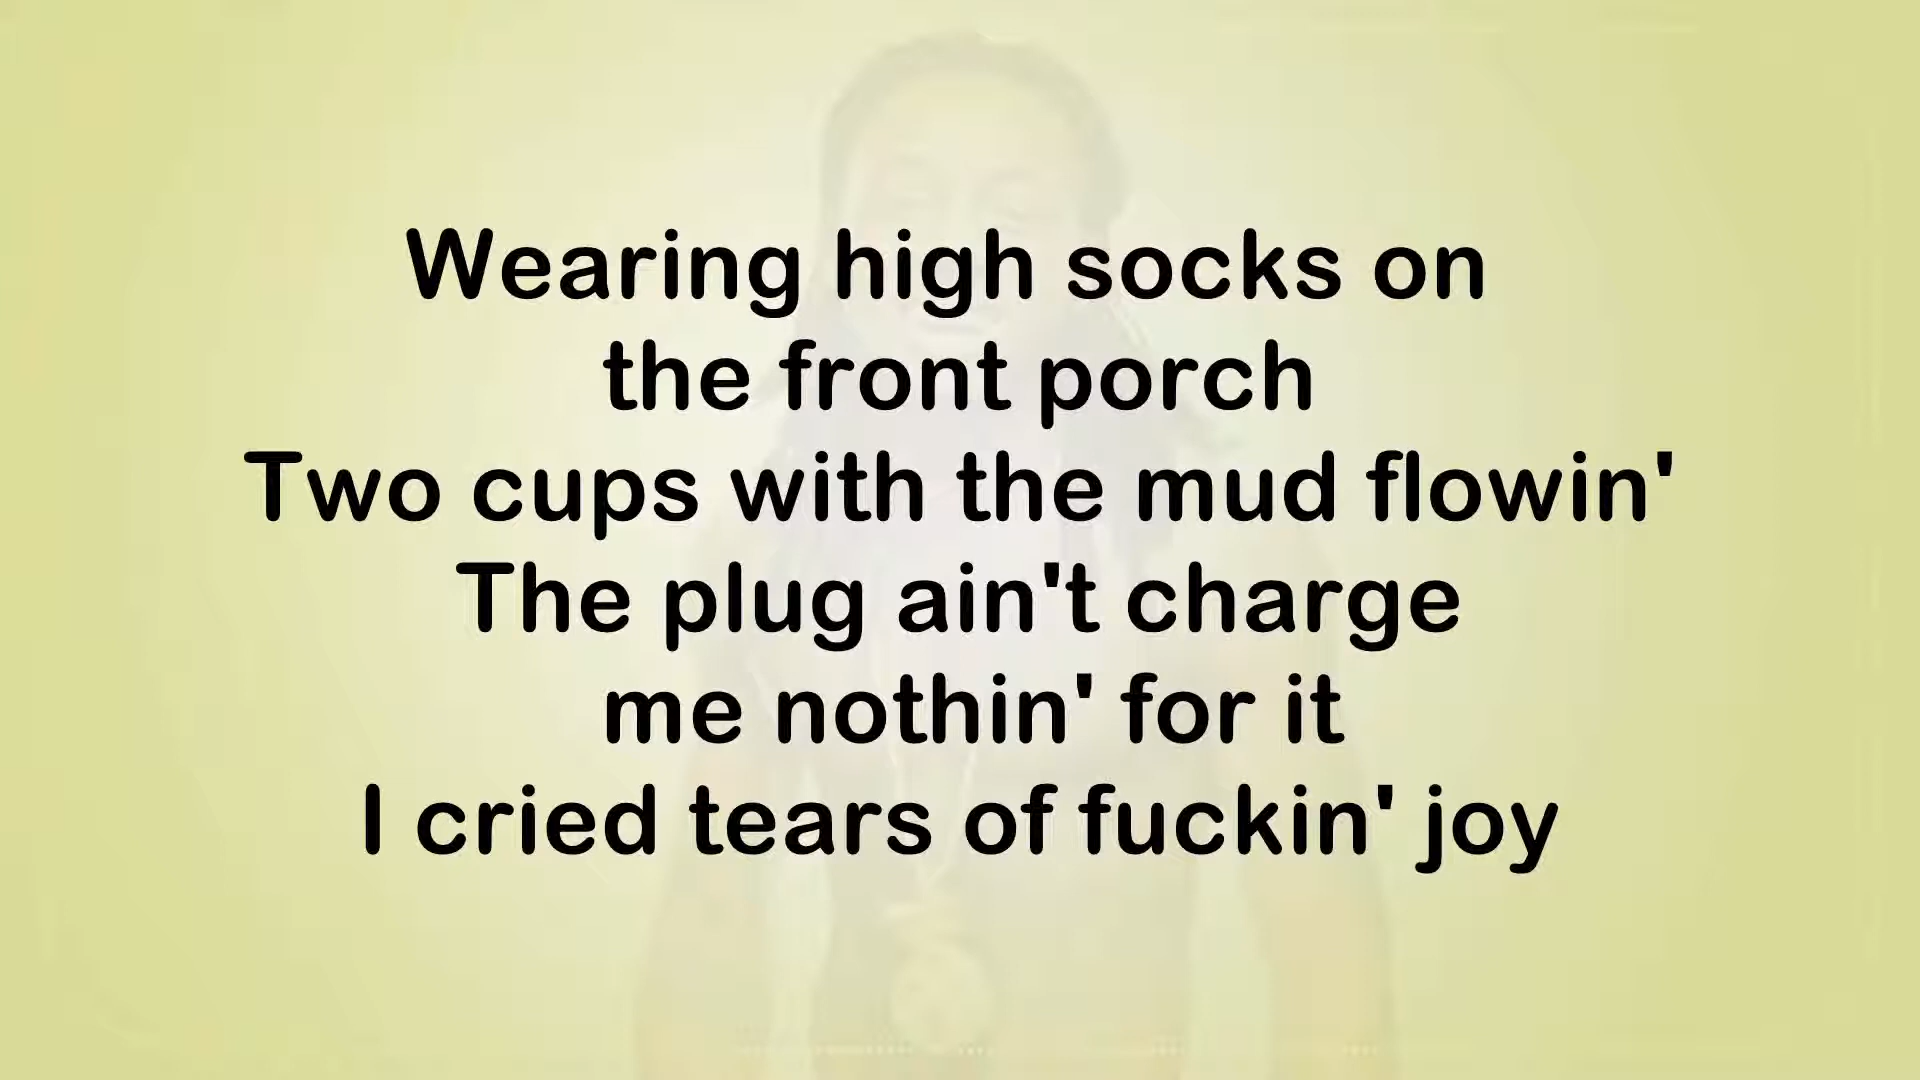 Wearing high socks on
the front porch
Two cups with the mud flowin'
The plug ain't charge
me nothin' for it
I cried tears of fuckin' joy